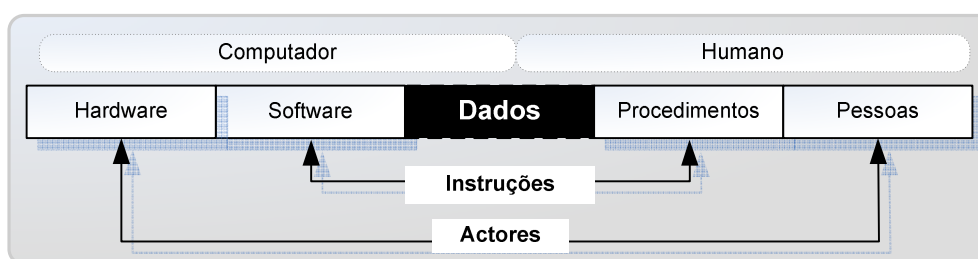 Computador Humano
Hardware Software Dados Procedimentos Pessoas
Instruções
Actores